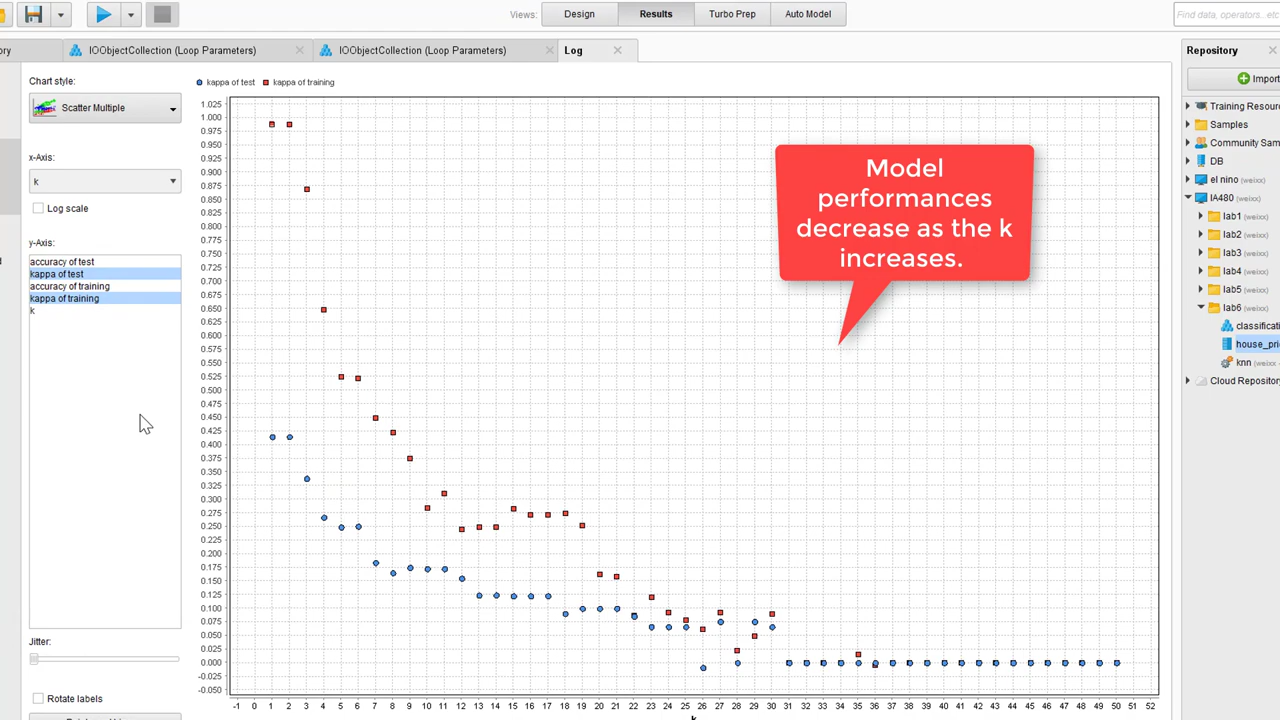 Views:
Design
Results
Turbo Prep
Auto Model
Find data, operators...etc
ory
IOObjectCollection (Loop Parameters)
IOObjectCollection (Loop Parameters)
Log
Repository
Chart style:
Scatter Multiple
x-Axis:
k
Log scale
y-Axis:
accuracy of test
kappa of test
accuracy of training
kappa of training
k
Jitter:
Rotate labels
kappa of test
kappa of training
1.025
1.000
0.975
0.950
0.925
0.900
0.875
0.850
0.825
0.800
0.775
0.750
0.725
0.700
0.675
0.650
0.625
0.600
0.575
0.550
0.525
0.500
0.475
0.450
0.425
0.400
0.375
0.350
0.325
0.300
0.275
0.250
0.225
0.200
0.175
0.150
0.125
0.100
0.075
0.050
0.025
0.000
-0.025
-0.050
-1 0 1 2 3 4 5 6 7 8 9 10 11 12 13 14 15 16 17 18 19 20 21 22 23 24 25 26 27 28 29 30 31 32 33 34 35 36 37 38 39 40 41 42 43 44 45 46 47 48 49 50 51 52
k
Model
performances
decrease as the k
increases.
Import
Training Resour
Samples
Community Sam
DB
el nino (weixx)
IA480 (weixx)
lab1 (weixx)
lab2 (weixx)
lab3 (weixx)
lab4 (weixx)
lab5 (weixx)
lab6 (weixx)
classificati
house_pri
knn (weixx
Cloud Repository